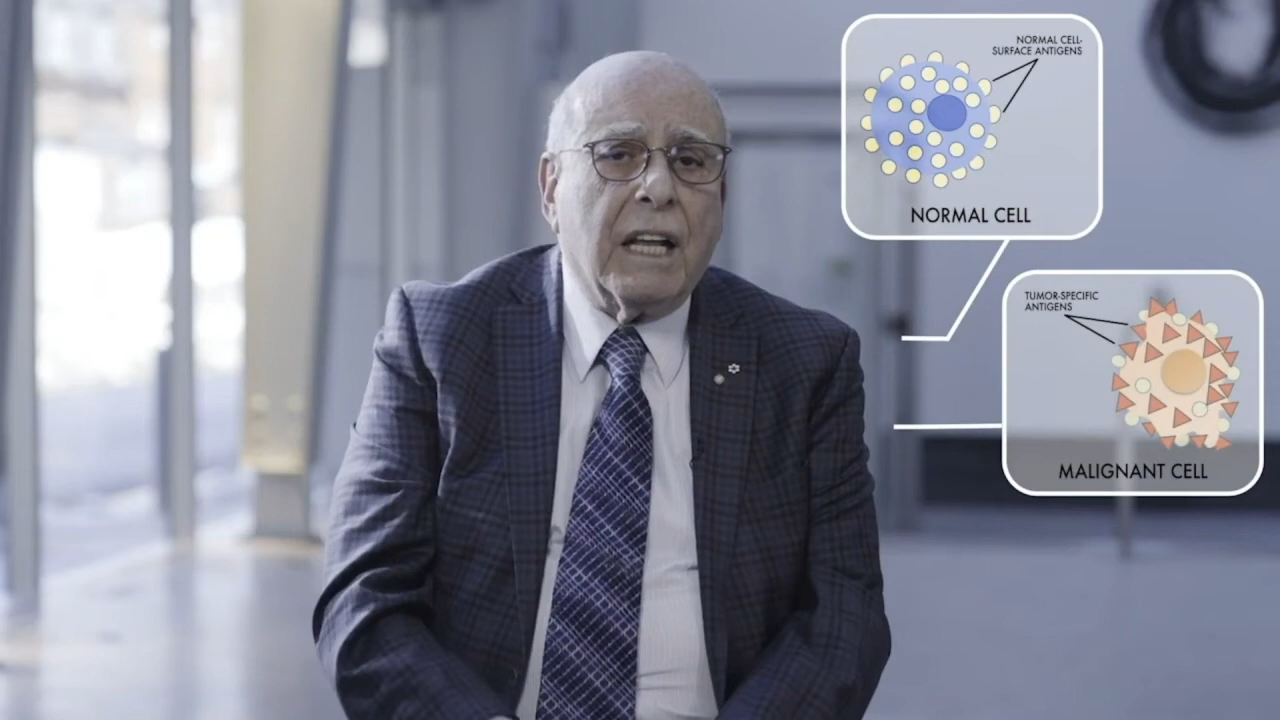 NORMAL CELL-
SURFACE ANTIGENS
NORMAL CELL
TUMOR-SPECIFIC
ANTIGENS
MALIGNANT CELL